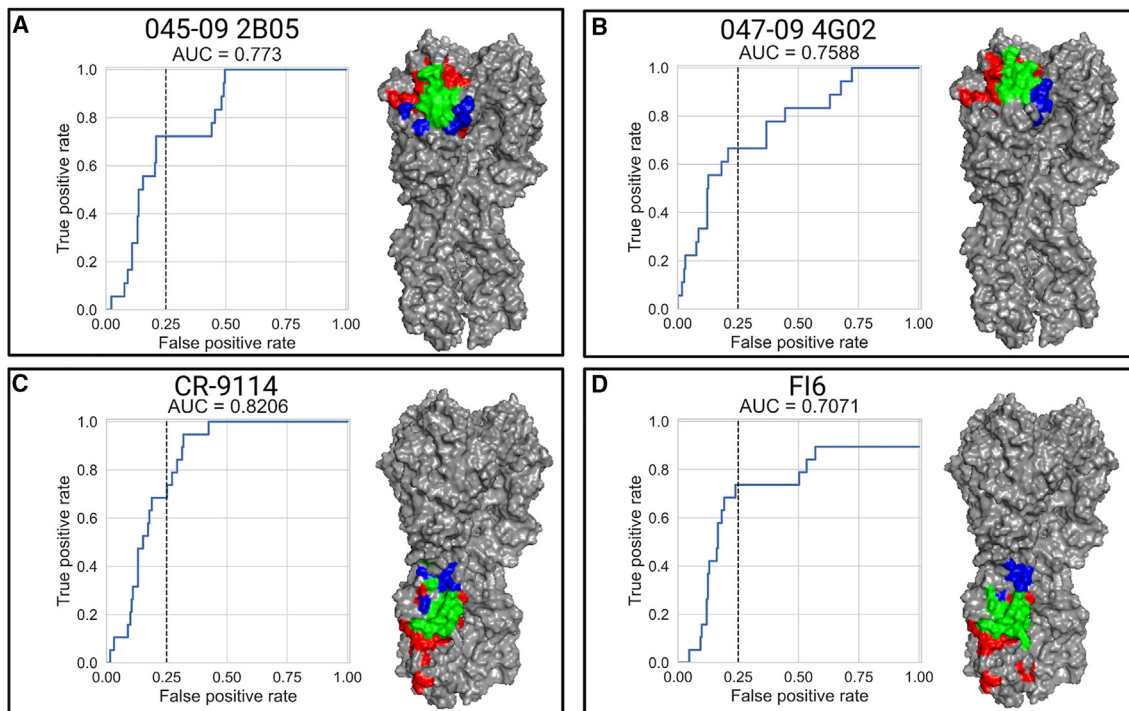 A
045-09 2B05
AUC = 0.773
1.0
0.8
0.6
0.4
0.2
0.0
True positive rate
0.00 0.25 0.50 0.75 1.00
False positive rate
B
047-09 4G02
AUC = 0.7588
1.0
0.8
0.6
0.4
0.2
0.0
True positive rate
0.00 0.25 0.50 0.75 1.00
False positive rate
C
CR-9114
AUC = 0.8206
1.0
0.8
0.6
0.4
0.2
0.0
True positive rate
0.00 0.25 0.50 0.75 1.00
False positive rate
D
FI6
AUC = 0.7071
1.0
0.8
0.6
0.4
0.2
0.0
True positive rate
0.00 0.25 0.50 0.75 1.00
False positive rate